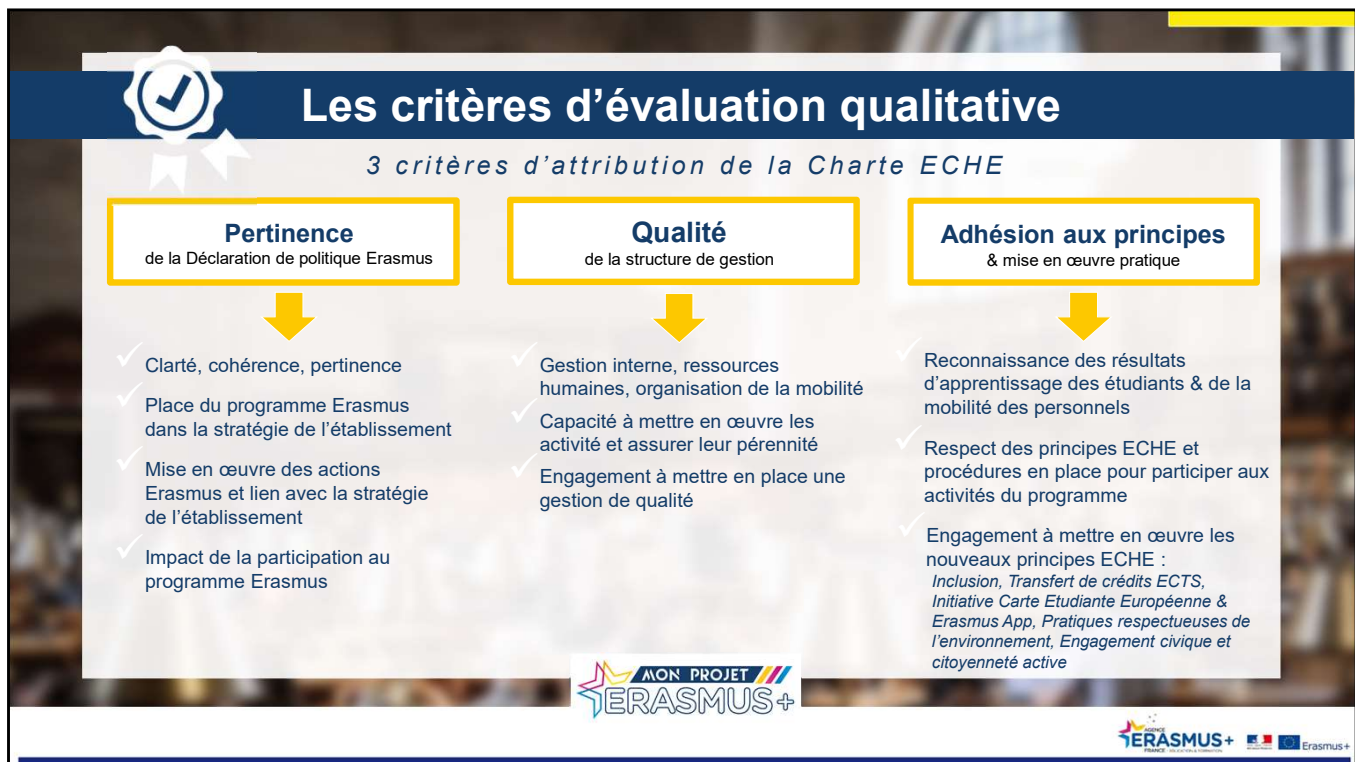 Les critères d'évaluation qualitative
3 critères d'attribution de la Charte ECHE
Pertinence
de la Déclaration de politique Erasmus
Clarté, cohérence, pertinence
Place du programme Erasmus
dans la stratégie de l'établissement
Mise en œuvre des actions
Erasmus et lien avec la stratégie
de l'établissement
Impact de la participation au
programme Erasmus
Qualité
de la structure de gestion
Gestion interne, ressources
humaines, organisation de la mobilité
Capacité à mettre en œuvre les
activité et assurer leur pérennité
Engagement à mettre en place une
gestion de qualité
Adhésion aux principes
& mise en œuvre pratique
Reconnaissance des résultats
d'apprentissage des étudiants & de la
mobilité des personnels
Respect des principes ECHE et
procédures en place pour participer aux
activités du programme
Engagement à mettre en œuvre les
nouveaux principes ECHE :
Inclusion, Transfert de crédits ECTS,
Initiative Carte Etudiante Européenne &
Erasmus App, Pratiques respectueuses de
l'environnement, Engagement civique et
citoyenneté active
MON PROJET
ERASMUS+
AGENCE
ERASMUS+
FRANCE
Erasmus+